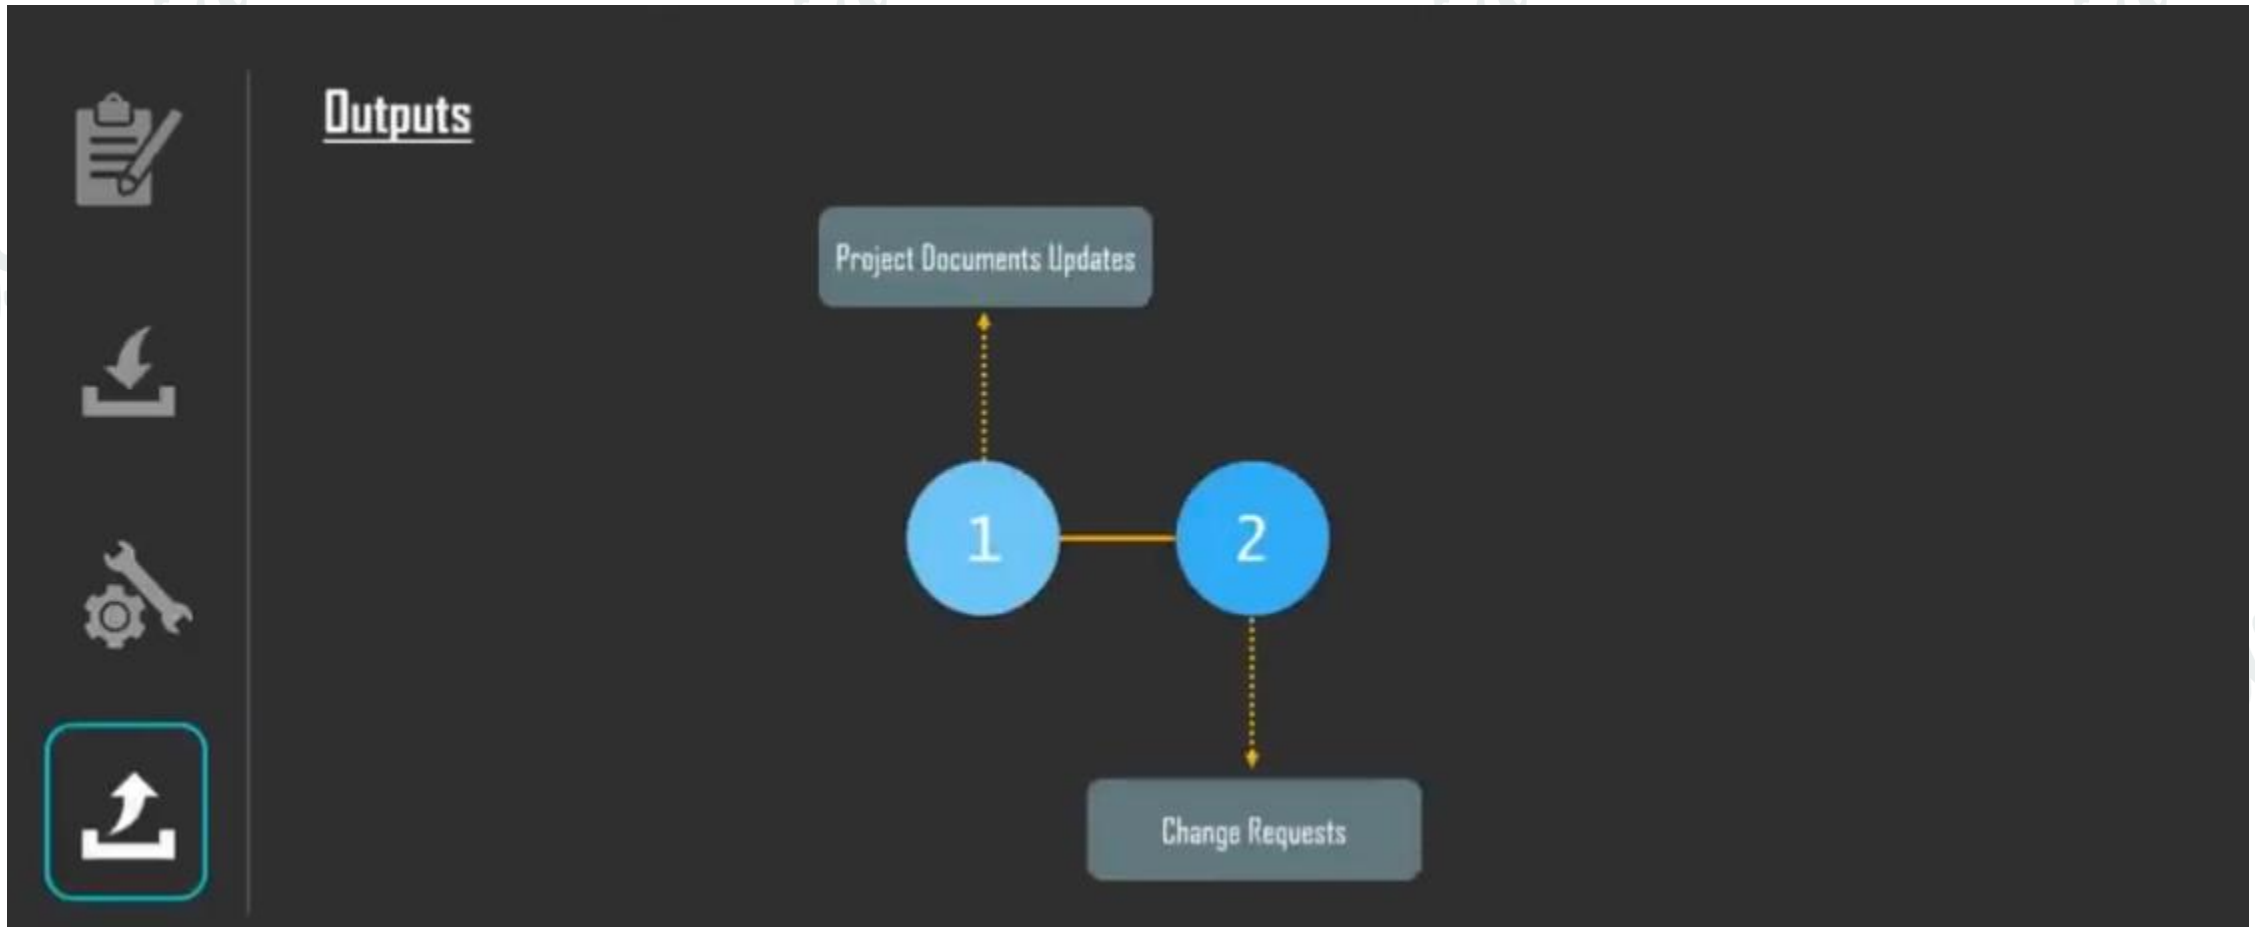 Outputs
Project Documents Updates
1
2
Change Requests